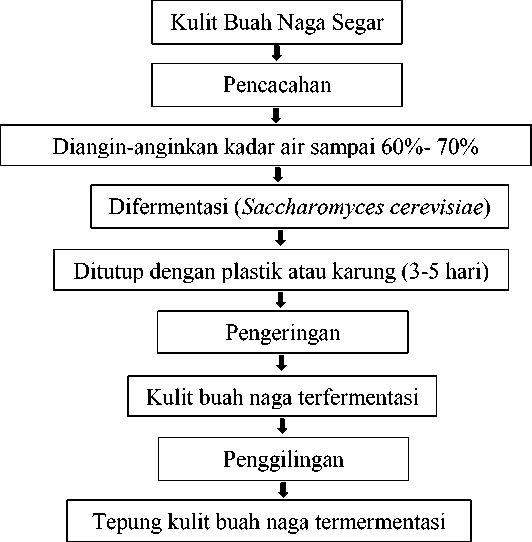 Kulit Buah Naga Segar
Pencacahan
Diangin-anginkan kadar air sampai 60%- 70%
Difermentasi (Saccharomyces cerevisiae)
Ditutup dengan plastik atau karung (3-5 hari)
Pengeringan
Kulit buah naga terfermentasi
Penggilingan
Tepung kulit buah naga termermentasi